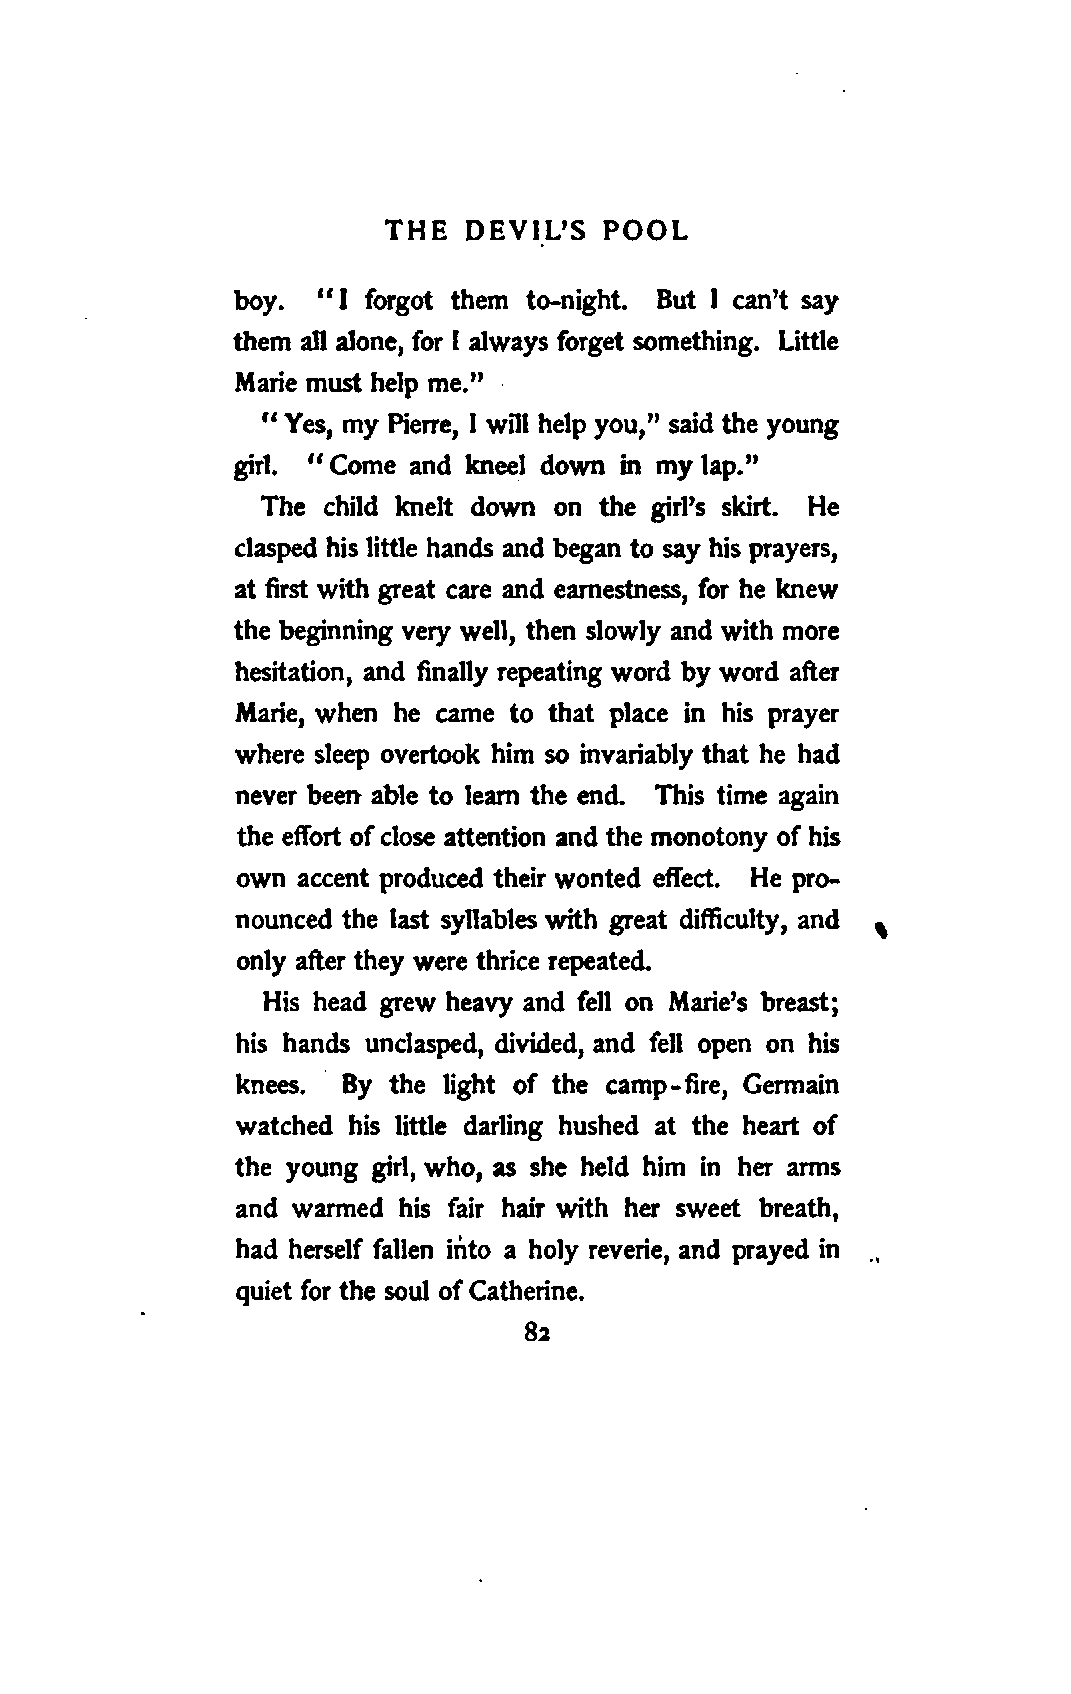 THE DEVIL'S POOL
boy. "I forgot them to-night. But I can't say
them all alone, for I always forget something. Little
Marie must help me."
"Yes, my Pierre, I will help you," said the young
girl. "Come and kneel down in my lap."
The child knelt down on the girl's skirt. He
clasped his little hands and began to say his prayers,
at first with great care and earnestness, for he knew
the beginning very well, then slowly and with more
hesitation, and finally repeating word by word after
Marie, when he came to that place in his prayer
where sleep overtook him so invariably that he had
never been able to learn the end. This time again
the effort of close attention and the monotony of his
own accent produced their wonted effect. He pro-
nounced the last syllables with great difficulty, and
only after they were thrice repeated.
His head grew heavy and fell on Marie's breast;
his hands unclasped, divided, and fell open on his
knees. By the light of the camp-fire, Germain
watched his little darling hushed at the heart of
the young girl, who, as she held him in her arms
and warmed his fair hair with her sweet breath,
had herself fallen into a holy reverie, and prayed in
quiet for the soul of Catherine.
82